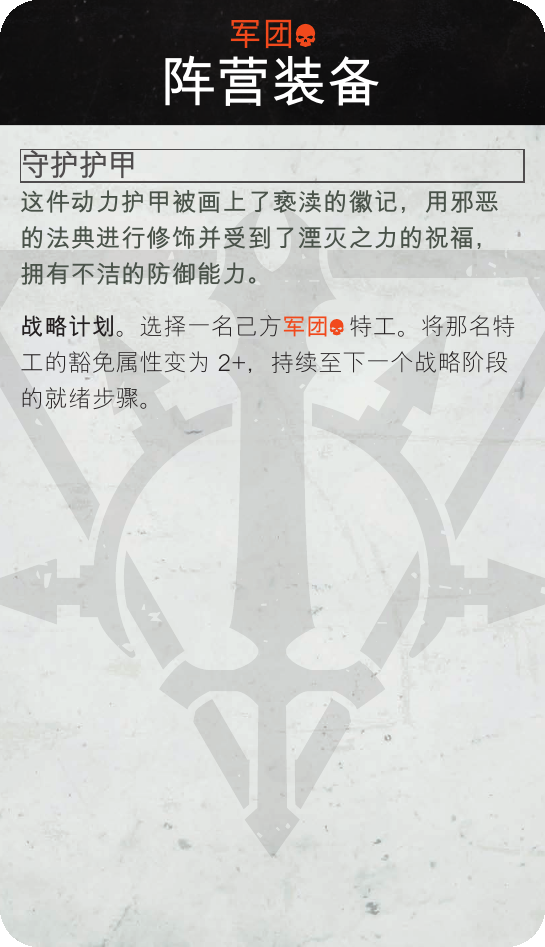 军团
阵营装备
守护护甲
这件动力护甲被画上了亵渎的徽记，用邪恶
的法典进行修饰并受到了湮灭之力的祝福，
拥有不洁的防御能力。
战略计划。选择一名己方军团特工。将那名特
工的豁免属性变为 2+，持续至下一个战略阶段
的就绪步骤。